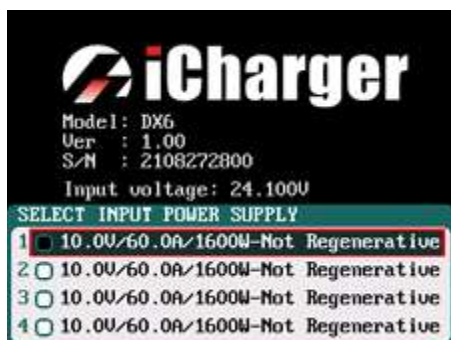 iCharger
Model: DX6
Ver : 1.00
S/N : 2108272800
Input voltage: 24.100V
SELECT INPUT POWER SUPPLY
1 10.0V/60.0A/1600W-Not Regenerative
2 10.0V/60.0A/1600W-Not Regenerative
3 10.0V/60.0A/1600W-Not Regenerative
4 10.0V/60.0A/1600W-Not Regenerative